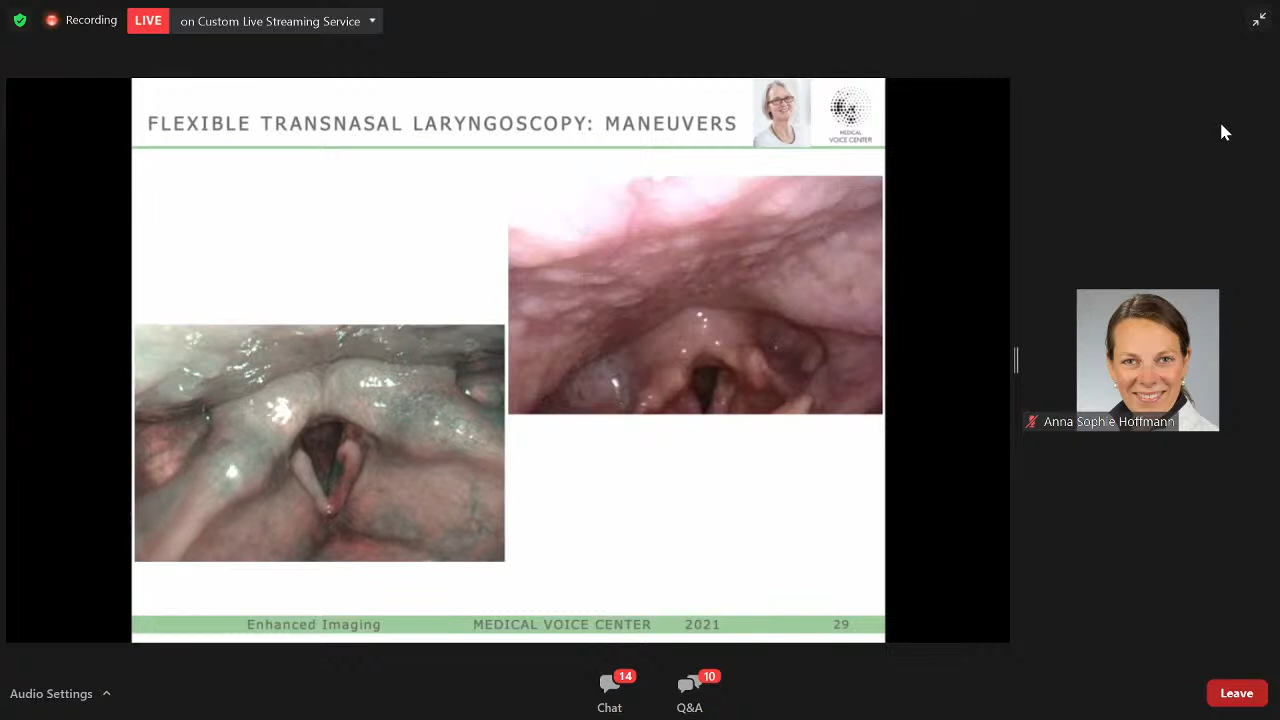 Recording
LIVE
on Custom Live Streaming Service
FLEXIBLE TRANSNASAL LARYNGOSCOPY: MANEUVERS
MEDICAL
VOICE CENTER
Anna Sophie Hoffmann
Enhanced Imaging MEDICAL VOICE CENTER 2021 29
14
10
Audio Settings
Chat
Q&A
Leave